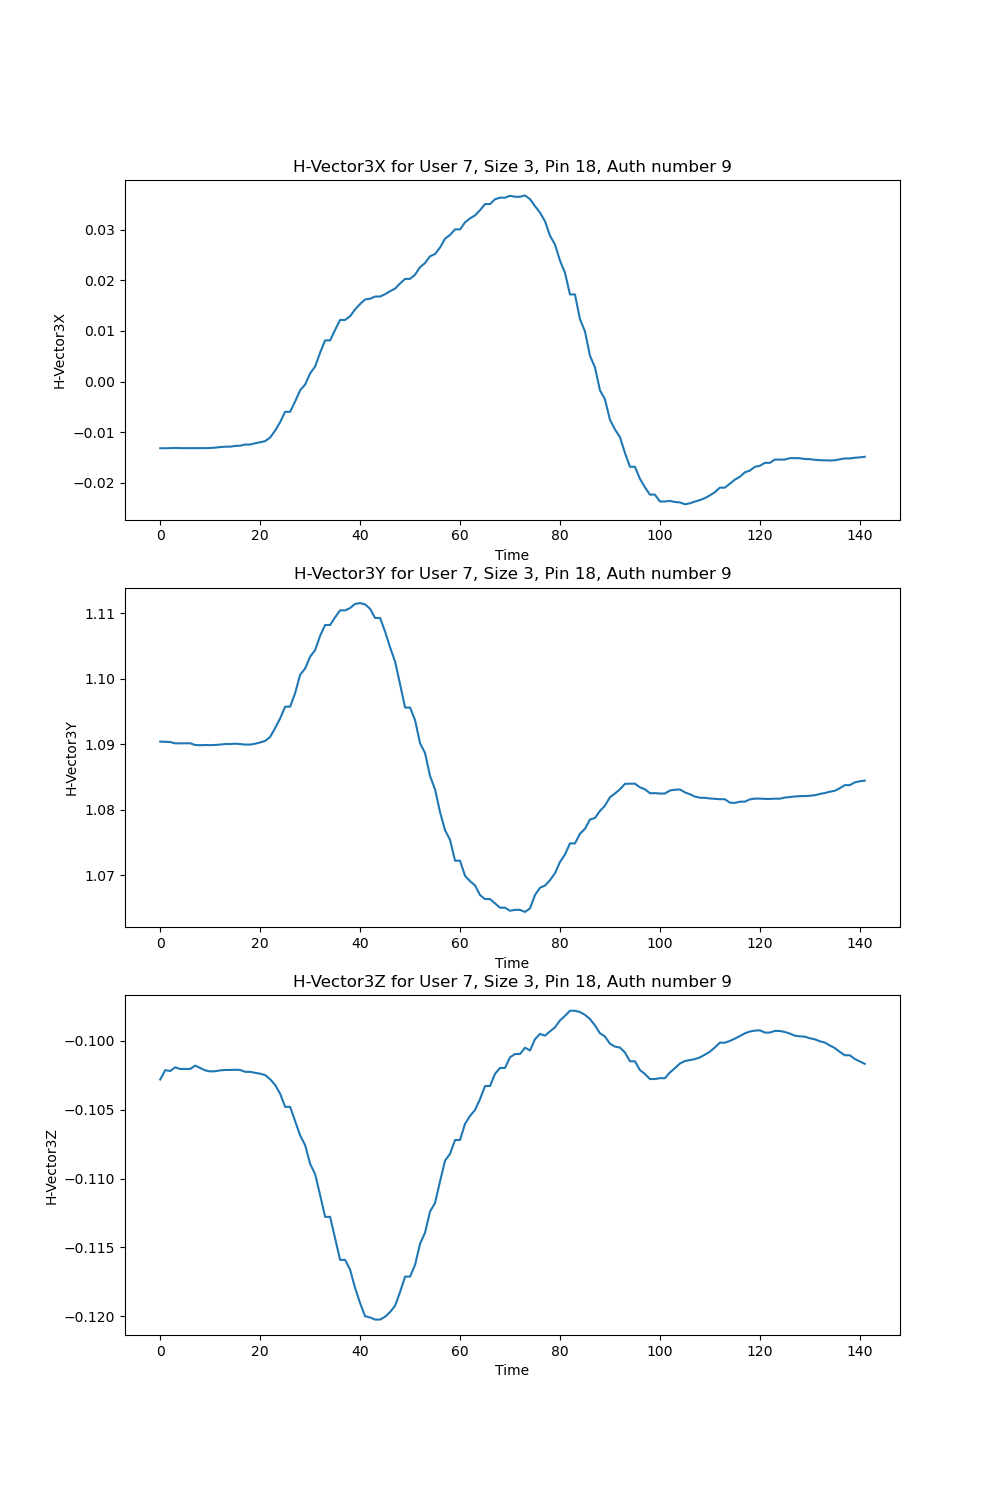 H-Vector3X for User 7, Size 3, Pin 18, Auth number 9
0.03
0.02
0.01
0.00
−0.01
−0.02
H-Vector3X
0 20 40 60 80 100 120 140
Time
H-Vector3Y for User 7, Size 3, Pin 18, Auth number 9
1.11
1.10
1.09
1.08
1.07
H-Vector3Y
0 20 40 60 80 100 120 140
Time
H-Vector3Z for User 7, Size 3, Pin 18, Auth number 9
−0.100
−0.105
−0.110
−0.115
−0.120
H-Vector3Z
0 20 40 60 80 100 120 140
Time